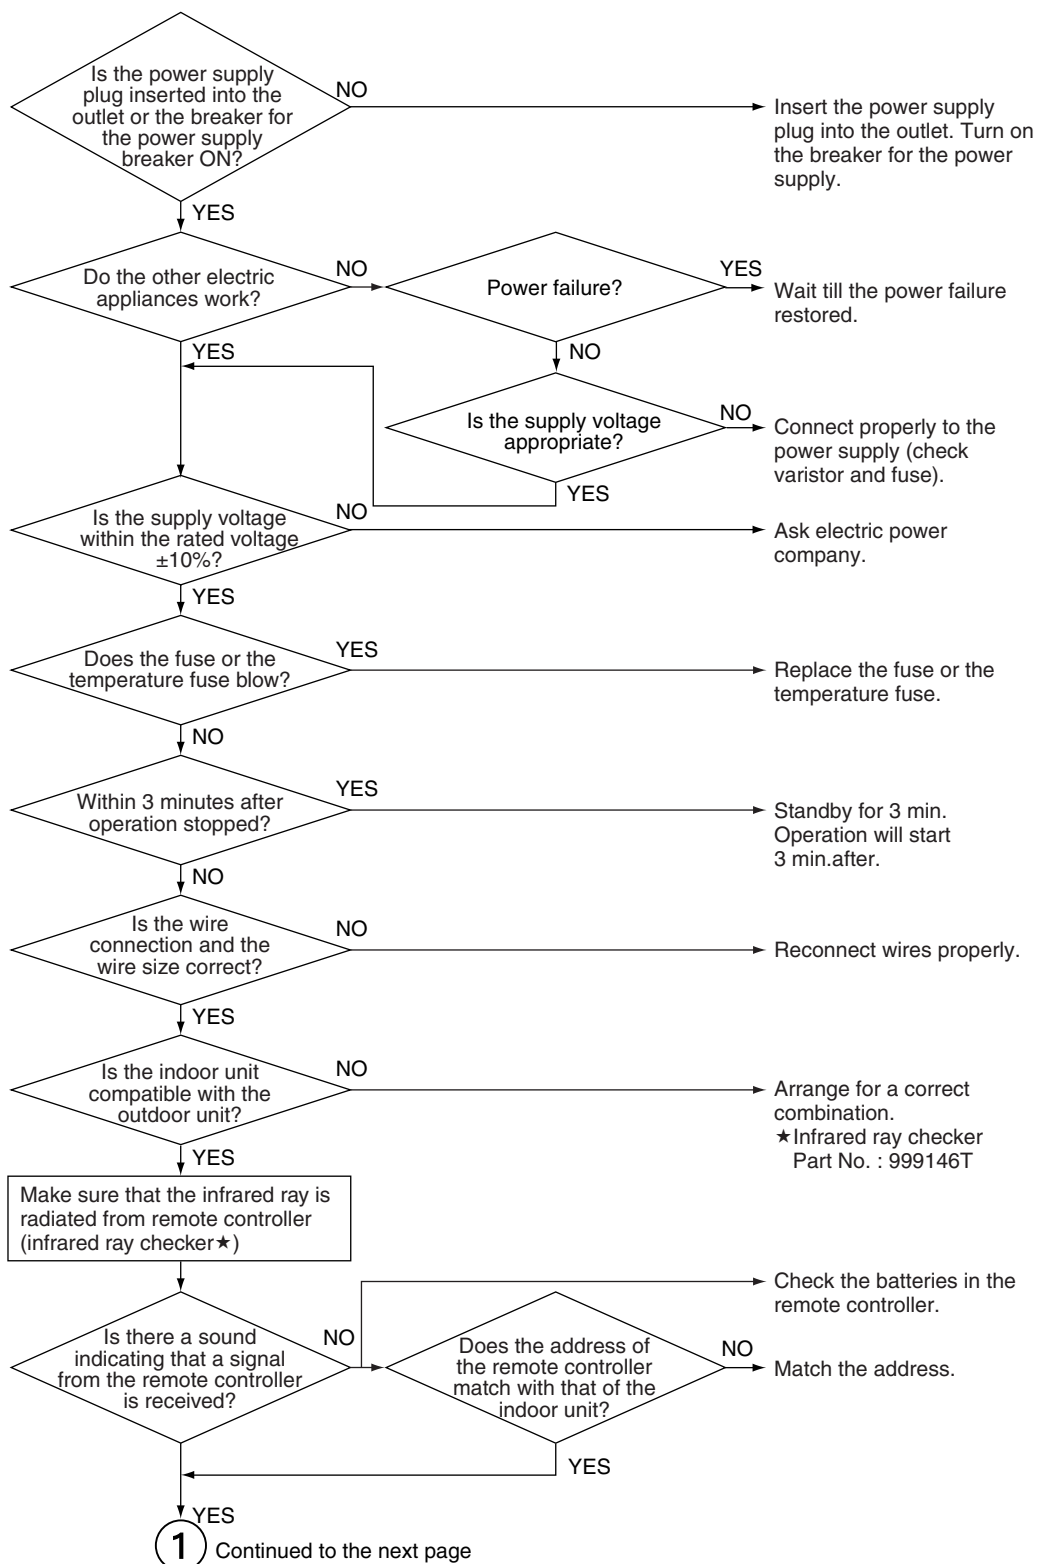 Is the power supply
plug inserted into the
outlet or the breaker for
the power supply
breaker ON?
NO
Insert the power supply
plug into the outlet. Turn on
the breaker for the power
supply.
YES
Do the other electric
appliances work?
NO
Power failure?
YES
Wait till the power failure
restored.
YES
NO
Is the supply voltage
appropriate?
NO
Connect properly to the
power supply (check
varistor and fuse).
YES
Is the supply voltage
within the rated voltage
±10%?
NO
Ask electric power
company.
YES
Does the fuse or the
temperature fuse blow?
YES
Replace the fuse or the
temperature fuse.
NO
Within 3 minutes after
operation stopped?
YES
Standby for 3 min.
Operation will start
3 min.after.
NO
Is the wire
connection and the
wire size correct?
NO
Reconnect wires properly.
YES
Is the indoor unit
compatible with the
outdoor unit?
NO
Arrange for a correct
combination.
★Infrared ray checker
Part No. : 999146T
YES
Make sure that the infrared ray is
radiated from remote controller
(infrared ray checker★)
Check the batteries in the
remote controller.
Is there a sound
indicating that a signal
from the remote controller
is received?
NO
Does the address of
the remote controller
match with that of the
indoor unit?
NO
Match the address.
YES
YES
1 Continued to the next page